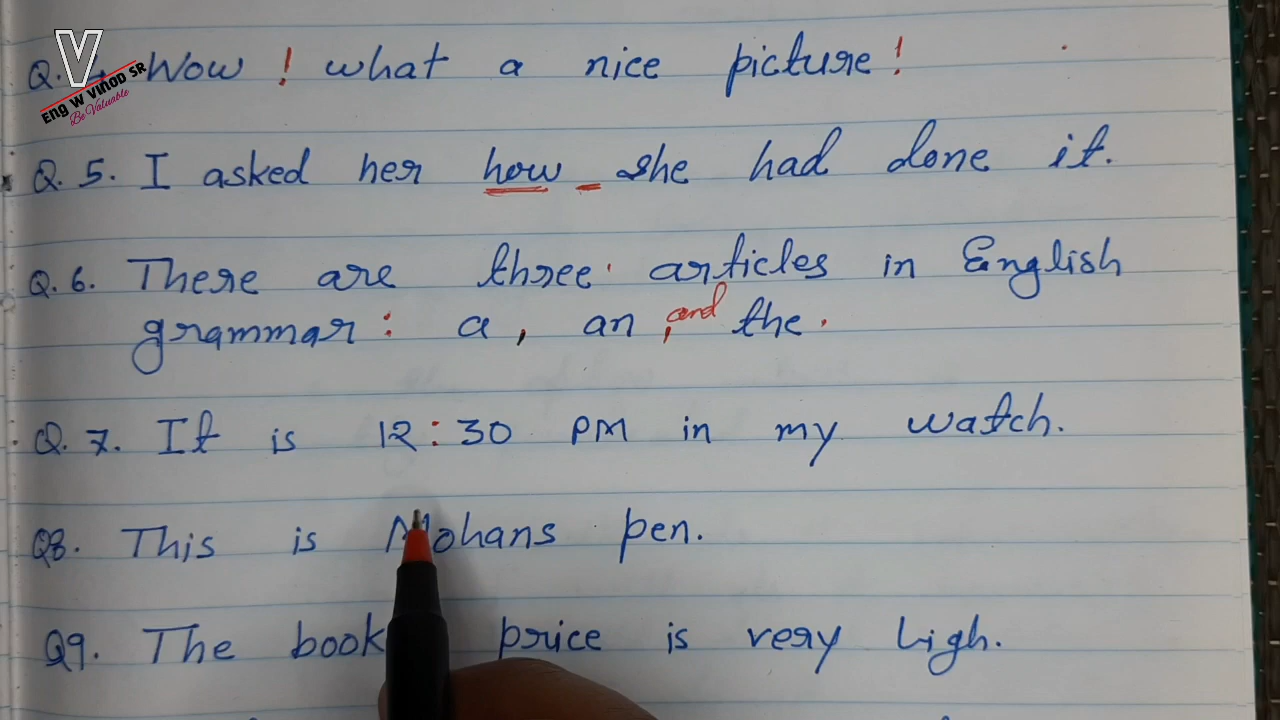 V
Eng W Vinod SR
Be Valuable
Q. 4. Wow ! what a nice picture !
Q. 5. I asked her how _ she had done it.
Q. 6. There are three articles in English
grammar : a , an , and the .
Q. 7. It is 12:30 PM in my watch.
Q8. This is Mohans pen.
Q9. The book price is very ligh.